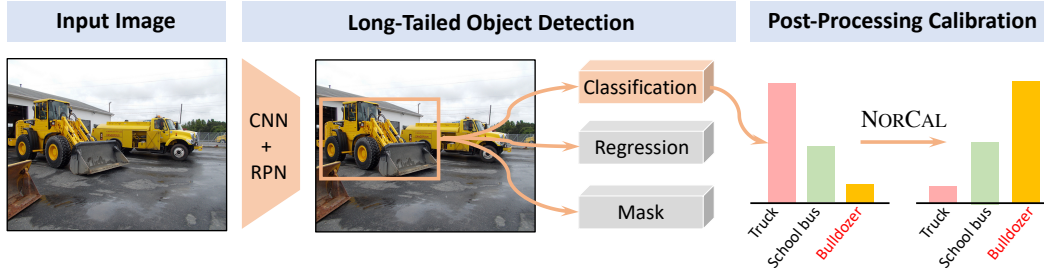 Input Image
Long-Tailed Object Detection
Post-Processing Calibration
CNN
+
RPN
Classification
Regression
Mask
NORCAL
Truck
School bus
Bulldozer
Truck
School bus
Bulldozer